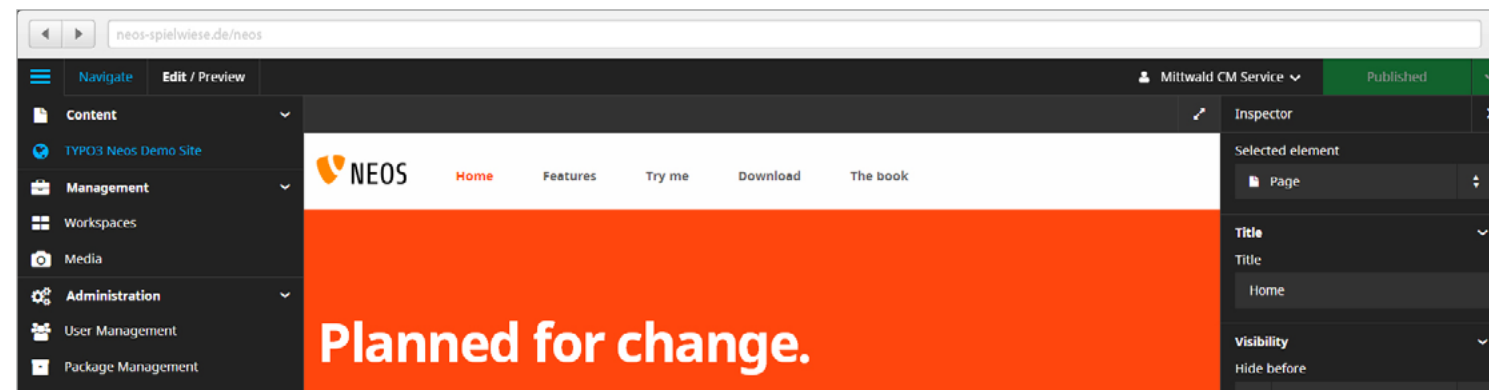 neos-spielwiese.de/neos
Navigate Edit / Preview Mittwald CM Service Published
Content
TYPO3 Neos Demo Site
Management
Workspaces
Media
Administration
User Management
Package Management
NEOS Home Features Try me Download The book
Planned for change.
Inspector
Selected element
Page
Title
Title
Home
Visibility
Hide before